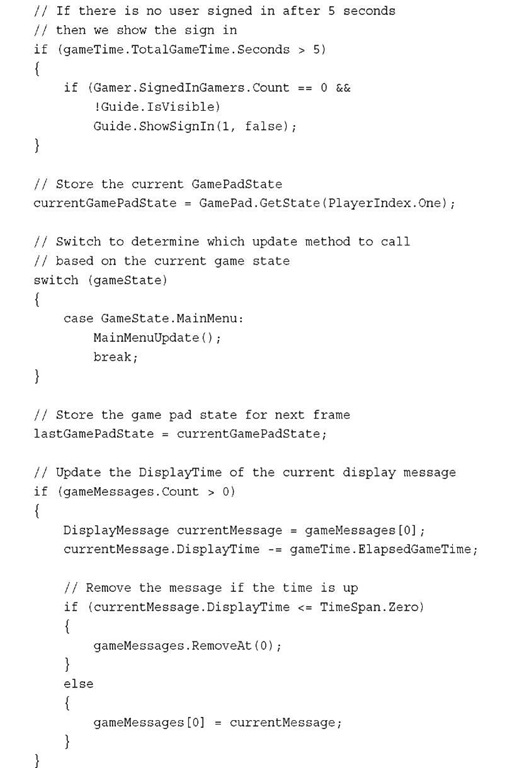 // If there is no user signed in after 5 seconds
// then we show the sign in
if (gameTime.TotalGameTime.Seconds > 5)
{
    if (Gamer.SignedInGamers.Count == 0 &&
        !Guide.IsVisible)
        Guide.ShowSignIn(1, false);
}

// Store the current GamePadState
currentGamePadState = GamePad.GetState(PlayerIndex.One);

// Switch to determine which update method to call
// based on the current game state
switch (gameState)
{
    case GameState.MainMenu:
        MainMenuUpdate();
        break;
}

// Store the game pad state for next frame
lastGamePadState = currentGamePadState;

// Update the DisplayTime of the current display message
if (gameMessages.Count > 0)
{
    DisplayMessage currentMessage = gameMessages[0];
    currentMessage.DisplayTime -= gameTime.ElapsedGameTime;

    // Remove the message if the time is up
    if (currentMessage.DisplayTime <= TimeSpan.Zero)
    {
        gameMessages.RemoveAt(0);
    }
    else
    {
        gameMessages[0] = currentMessage;
    }
}